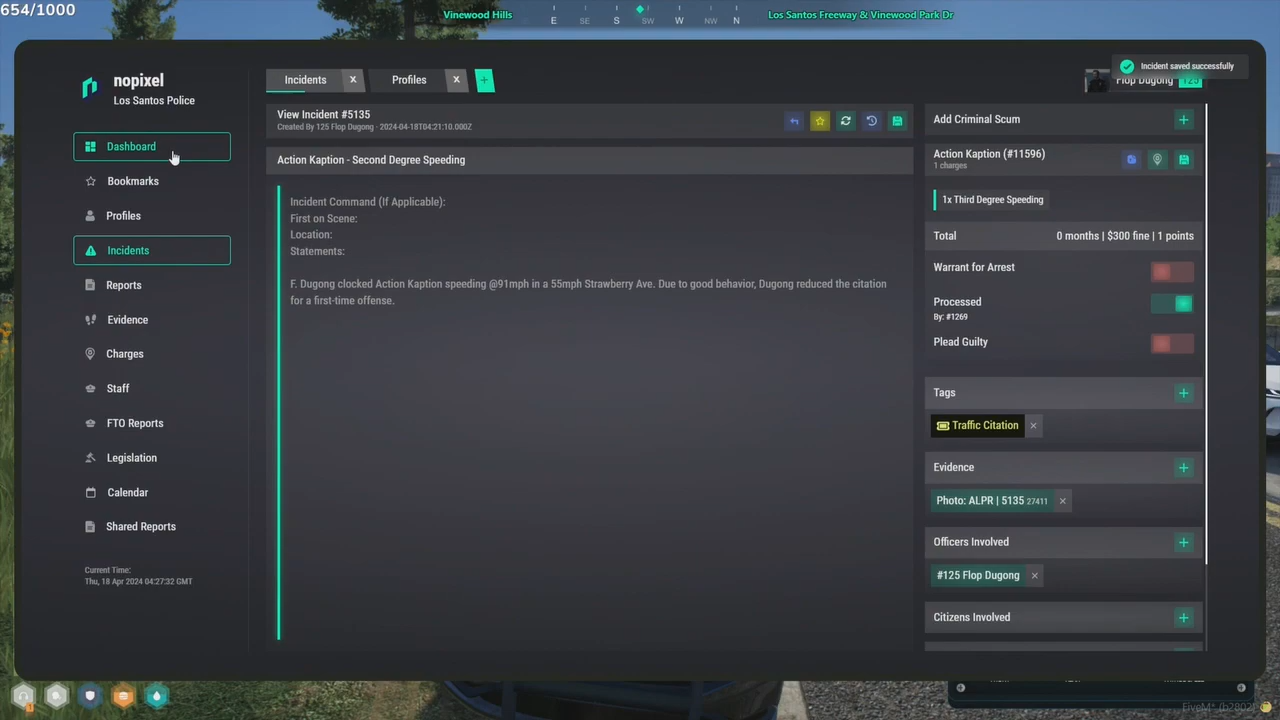 654/1000
Vinewood Hills
E SE S SW W NW N
Los Santos Freeway & Vinewood Park Dr
nopixel
Los Santos Police
Dashboard
Bookmarks
Profiles
Incidents
Reports
Evidence
Charges
Staff
FTO Reports
Legislation
Calendar
Shared Reports
Current Time:
Thu, 18 Apr 2024 04:27:32 GMT
Incidents x
Profiles x
+
Incident saved successfully
Flop Dugong 125
View Incident #5135
Created By 125 Flop Dugong - 2024-04-18T04:21:10.000Z
Action Kaption - Second Degree Speeding
Incident Command (If Applicable):
First on Scene:
Location:
Statements:
F. Dugong clocked Action Kaption speeding @91mph in a 55mph Strawberry Ave. Due to good behavior, Dugong reduced the citation
for a first-time offense.
Add Criminal Scum +
Action Kaption (#11596)
1 charges
1x Third Degree Speeding
Total 0 months | $300 fine | 1 points
Warrant for Arrest
Processed
By: #1269
Plead Guilty
Tags +
Traffic Citation x
Evidence +
Photo: ALPR | 5135 27411 x
Officers Involved +
#125 Flop Dugong x
Citizens Involved +
FiveM* (b2802)